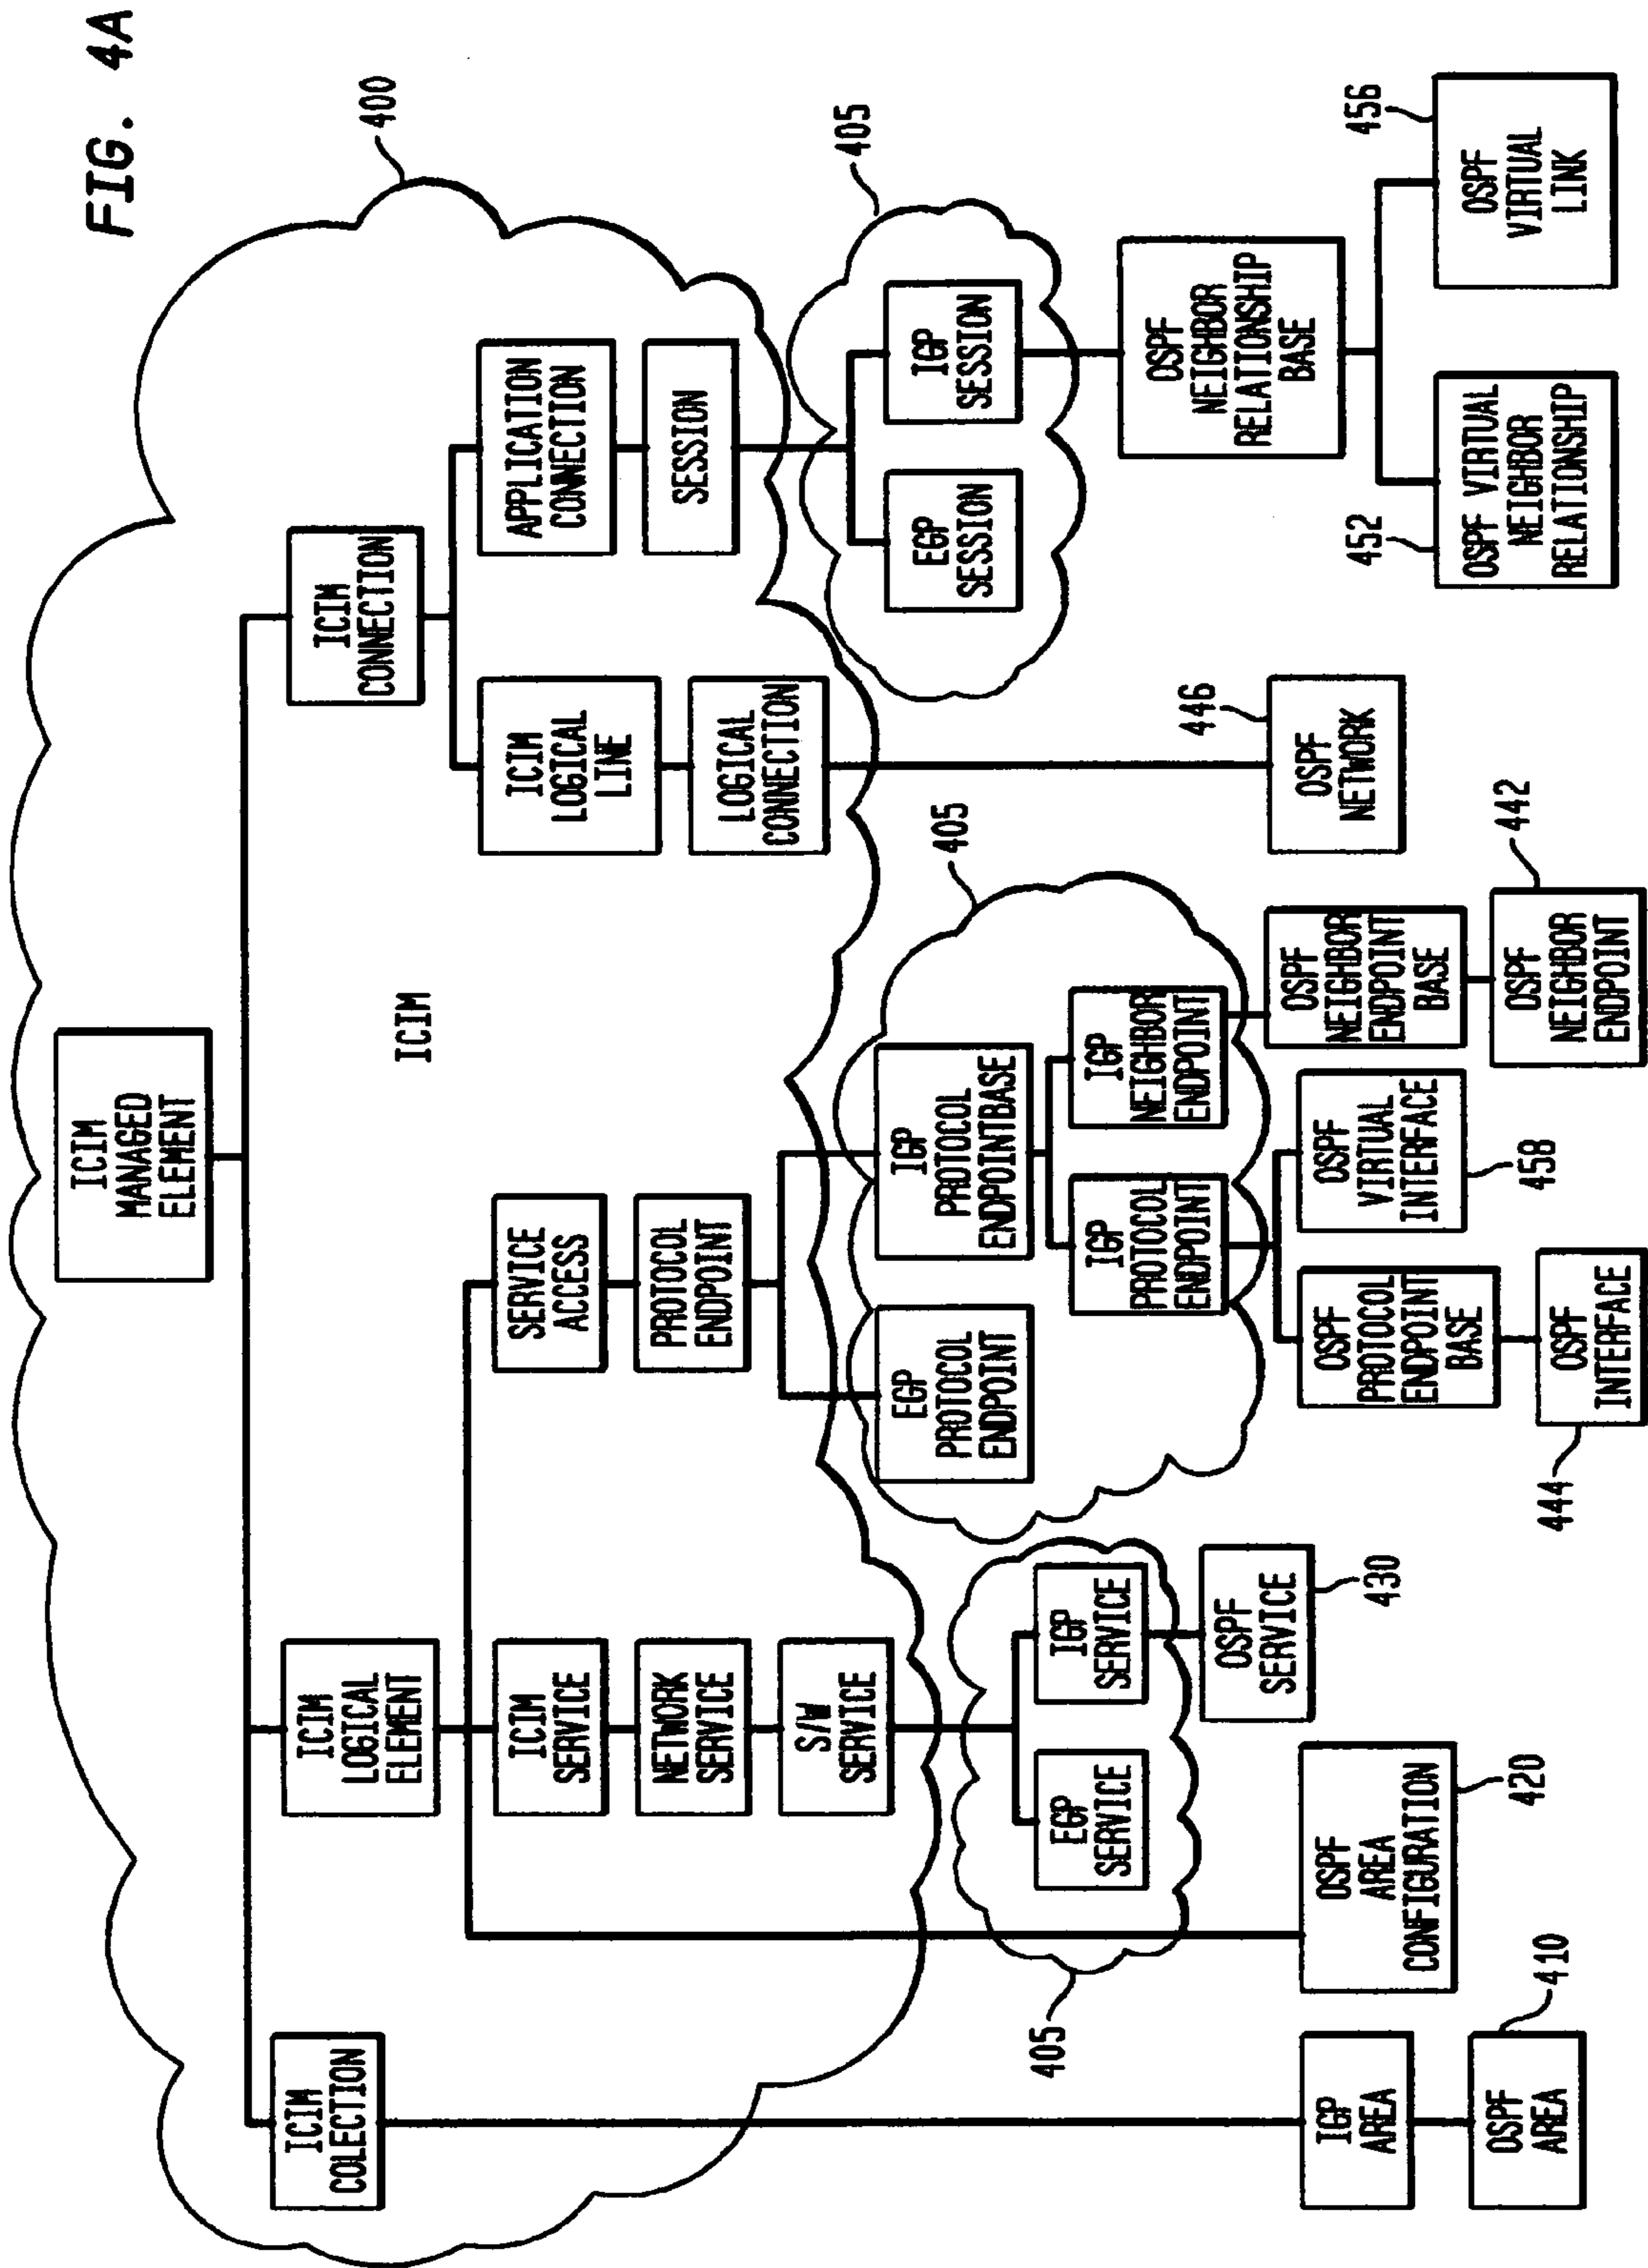 FIG. 4A
400
ICIM
MANAGED
ELEMENT
ICIM
COLECTION
ICIM
LOGICAL
ELEMENT
ICIM
CONNECTION
ICIM
ICIM
SERVICE
SERVICE
ACCESS
ICIM
LOGICAL
LINE
APPLICATION
CONNECTION
NETWORK
SERVICE
PROTOCOL
ENDPOINT
LOGICAL
CONNECTION
SESSION
S/W
SERVICE
405
EGP
SESSION
IGP
SESSION
405
EGP
PROTOCOL
ENDPOINT
IGP
PROTOCOL
ENDPOINTBASE
IGP
PROTOCOL
ENDPOINT
IGP
NEIGHBOR
ENDPOINT
405
EGP
SERVICE
IGP
SERVICE
OSPF
SERVICE
430
OSPF
NEIGHBOR
RELATIONSHIP
BASE
IGP
AREA
OSPF
AREA
410
OSPF
AREA
CONFIGURATION
420
OSPF
PROTOCOL
ENDPOINT
BASE
OSPF
INTERFACE
444
OSPF
VIRTUAL
INTERFACE
458
OSPF
NEIGHBOR
ENDPOINT
BASE
OSPF
NEIGHBOR
ENDPOINT
442
OSPF
NETWORK
446
452
OSPF VIRTUAL
NEIGHBOR
RELATIONSHIP
OSPF
VIRTUAL
LINK
456